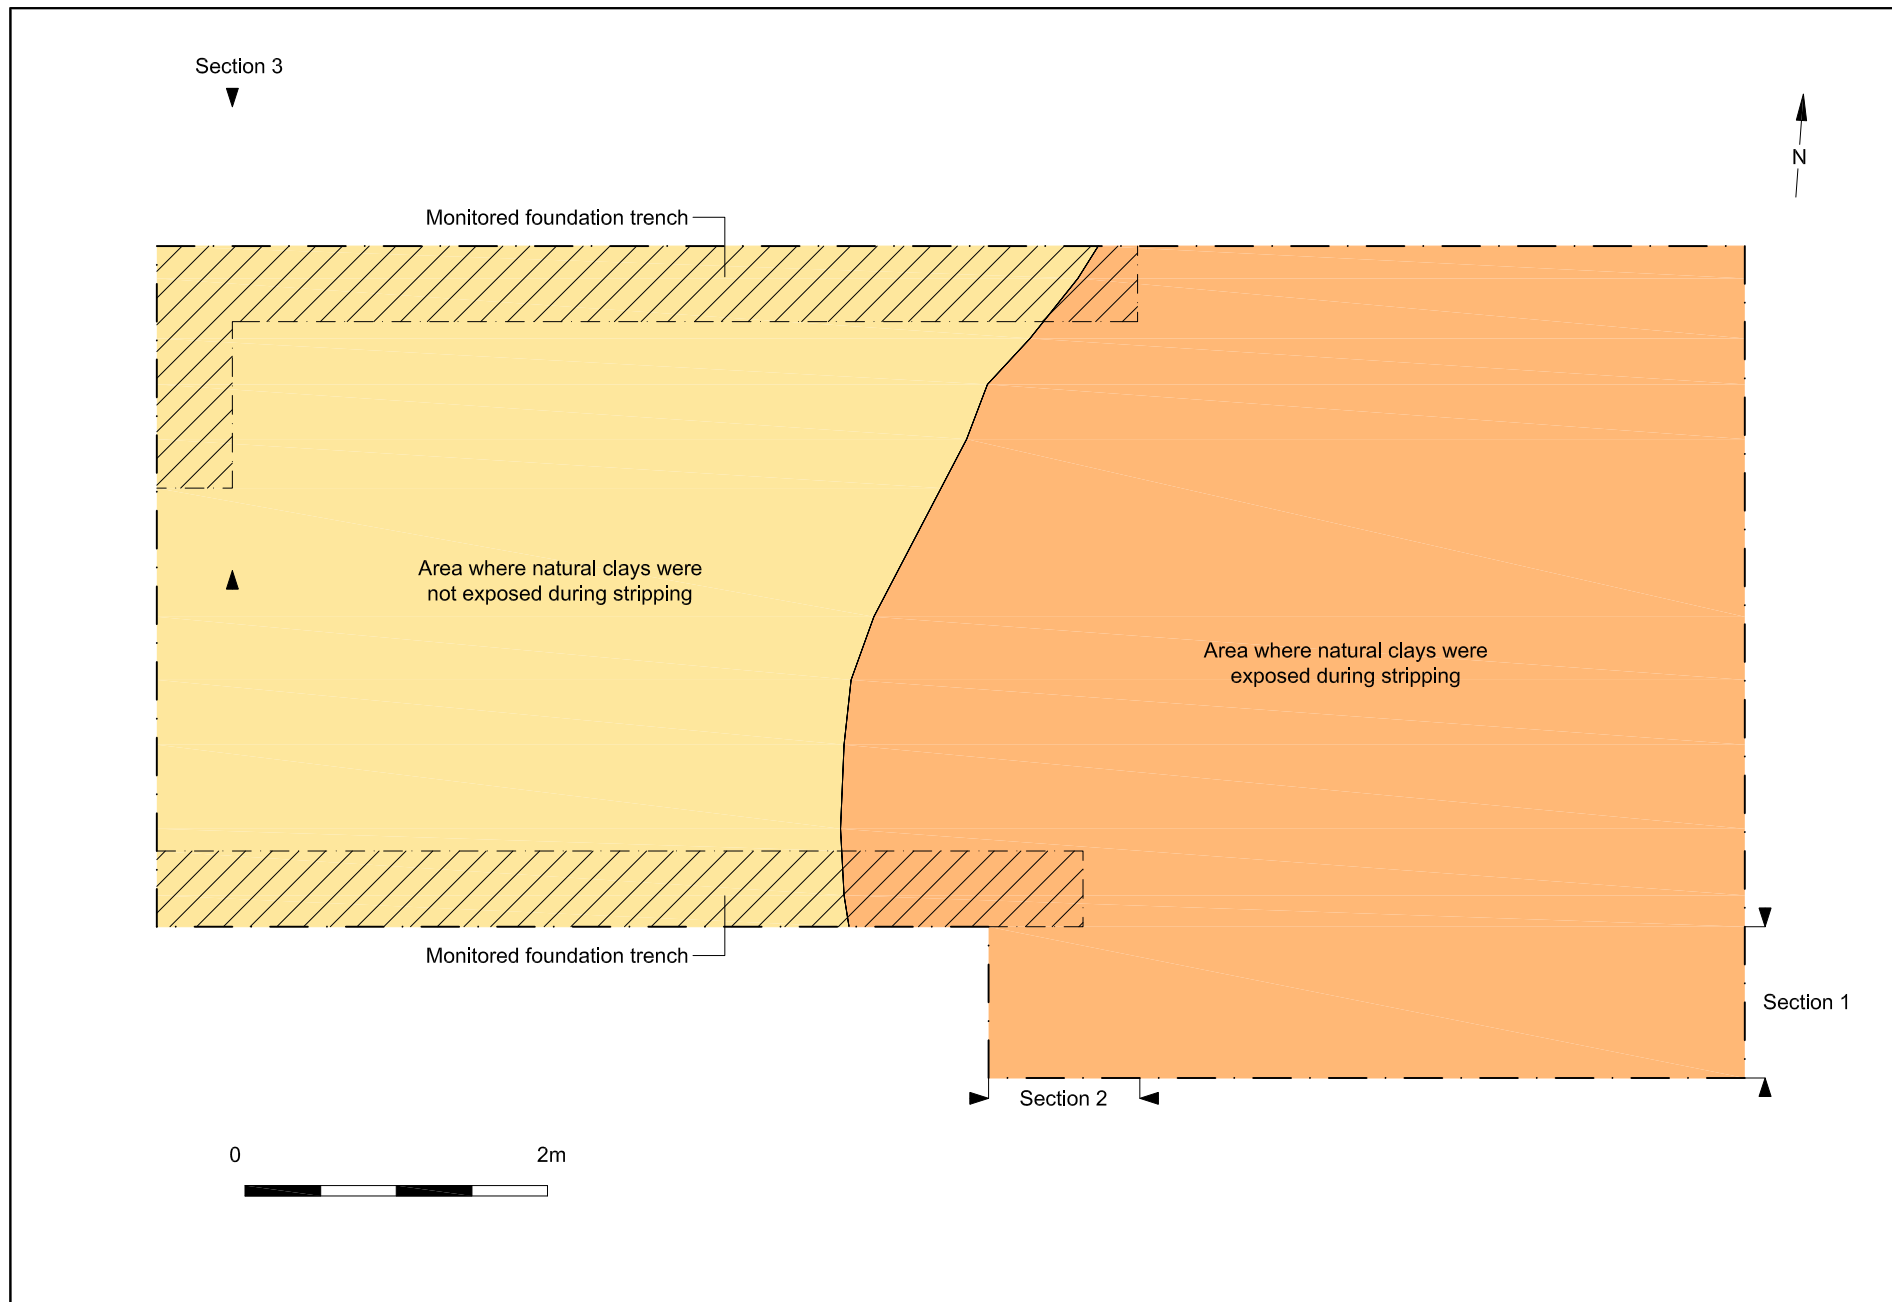 Section 3
N
Monitored foundation trench
Area where natural clays were
not exposed during stripping
Area where natural clays were
exposed during stripping
Monitored foundation trench
Section 1
Section 2
0 2m